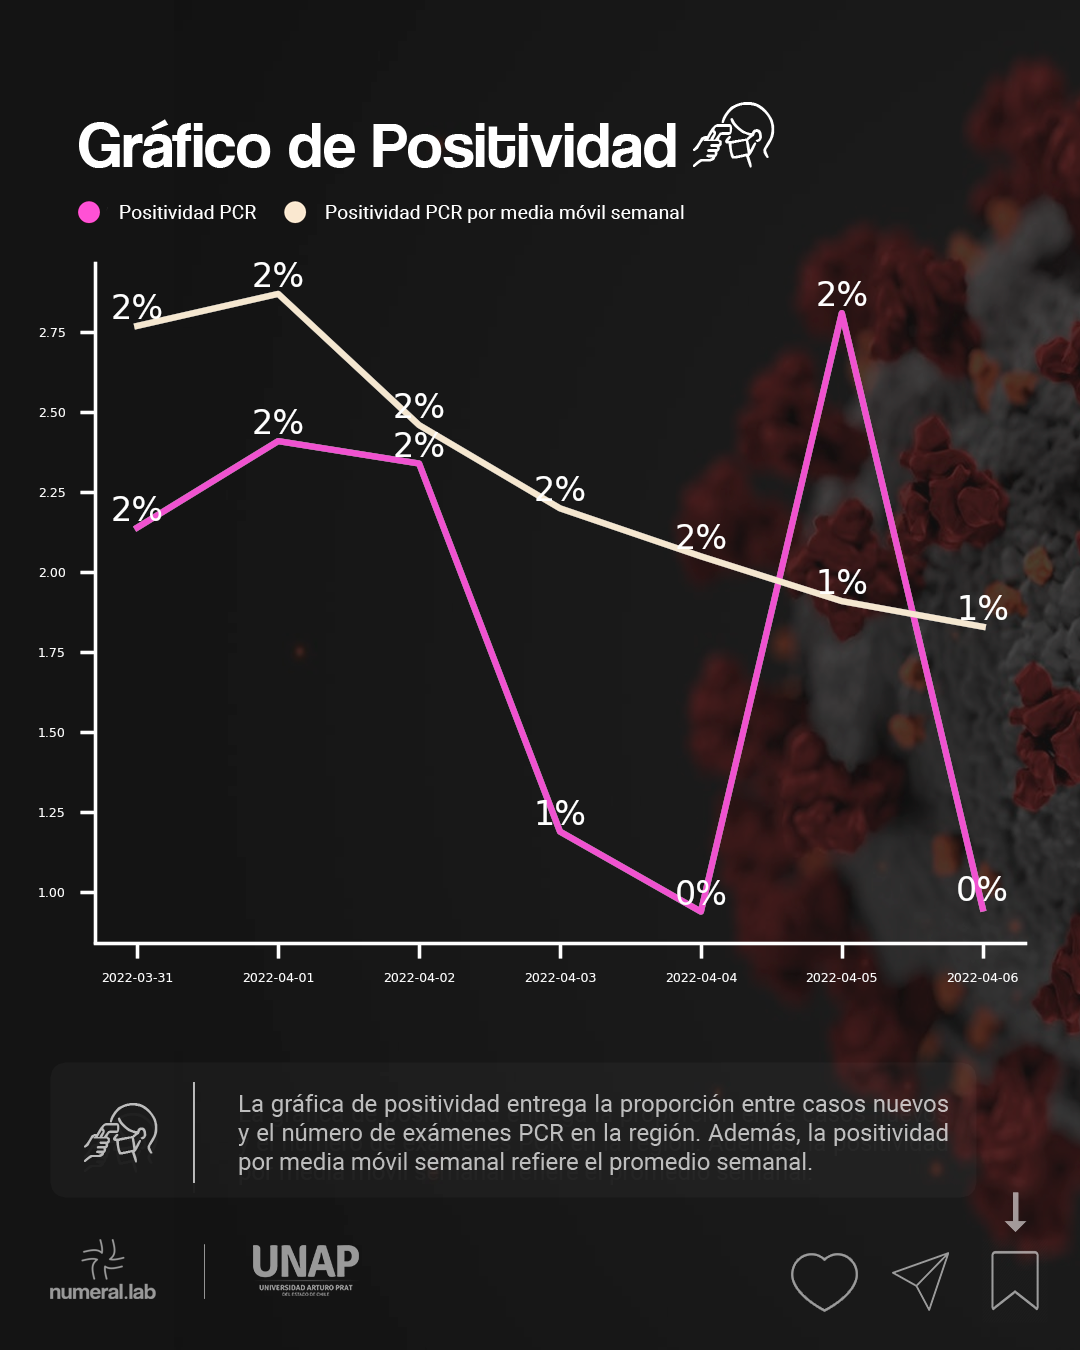 Gráfico de Positividad
Positividad PCR
Positividad PCR por media móvil semanal
2%
2%
2%
2%
2%
2%
2%
2%
2%
1%
1%
1%
0%
0%
2.75
2.50
2.25
2.00
1.75
1.50
1.25
1.00
2022-03-31
2022-04-01
2022-04-02
2022-04-03
2022-04-04
2022-04-05
2022-04-06
La gráfica de positividad entrega la proporción entre casos nuevos
y el número de exámenes PCR en la región. Además, la positividad
por media móvil semanal refiere el promedio semanal.
numeral.lab
UNAP
UNIVERSIDAD ARTURO PRAT
DEL ESTADO DE CHILE